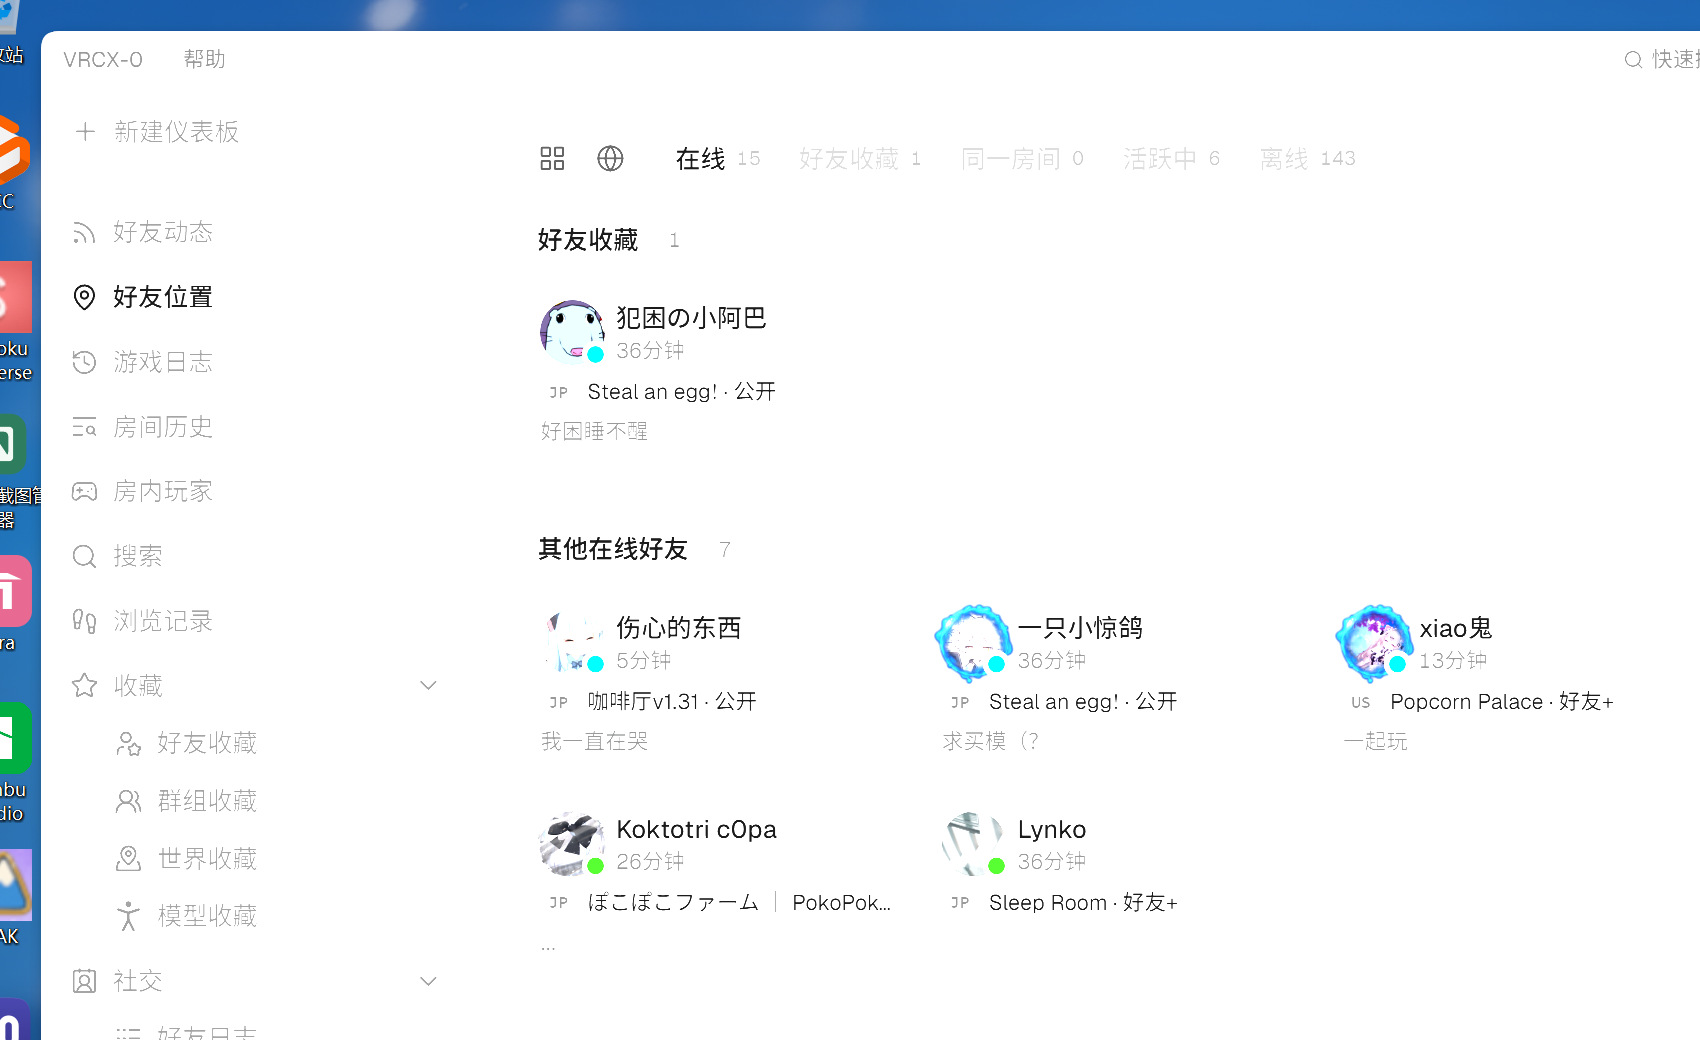 VRCX-0
帮助
快速
新建仪表板
好友动态
好友位置
游戏日志
房间历史
房内玩家
搜索
浏览记录
收藏
好友收藏
群组收藏
世界收藏
模型收藏
社交
好友日志
在线 15
好友收藏 1
同一房间 0
活跃中 6
离线 143
好友收藏 1
犯困の小阿巴
36分钟
JP Steal an egg! · 公开
好困睡不醒
其他在线好友 7
伤心的东西
5分钟
JP 咖啡厅v1.31 · 公开
我一直在哭
一只小惊鸽
36分钟
JP Steal an egg! · 公开
求买模（?
xiao鬼
13分钟
US Popcorn Palace · 好友+
一起玩
Koktotri cOpa
26分钟
JP ぽこぽこファーム｜PokoPok...
...
Lynko
36分钟
JP Sleep Room · 好友+